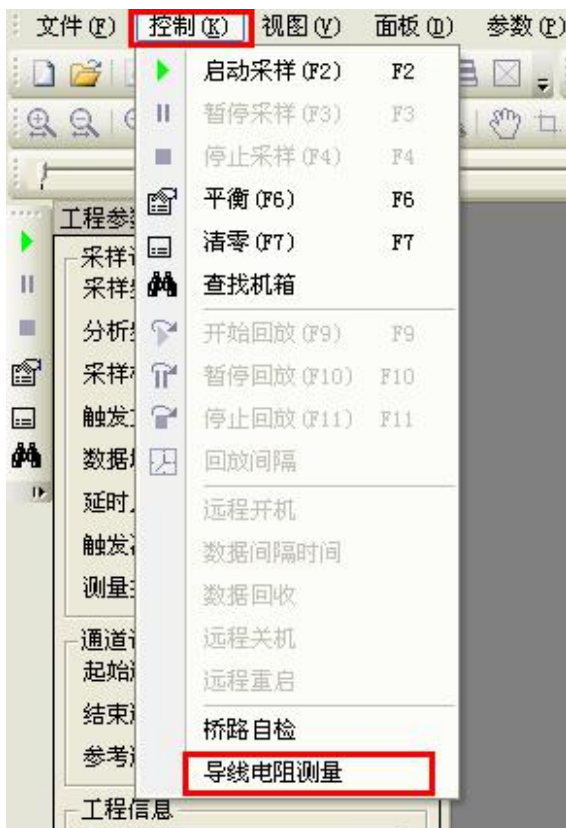 文件(F) 控制(K) 视图(V) 面板(D) 参数(P)
启动采样(F2) F2
暂停采样(F3) F3
停止采样(F4) F4
平衡(F6) F6
清零(F7) F7
查找机箱
开始回放(F9) F9
暂停回放(F10) F10
停止回放(F11) F11
回放间隔
远程开机
数据间隔时间
数据回收
远程关机
远程重启
桥路自检
导线电阻测量
工程参
采样
采样
分析
采样
触发
数据
延时
触发
测量
通道
起始
结束
参考
工程信息